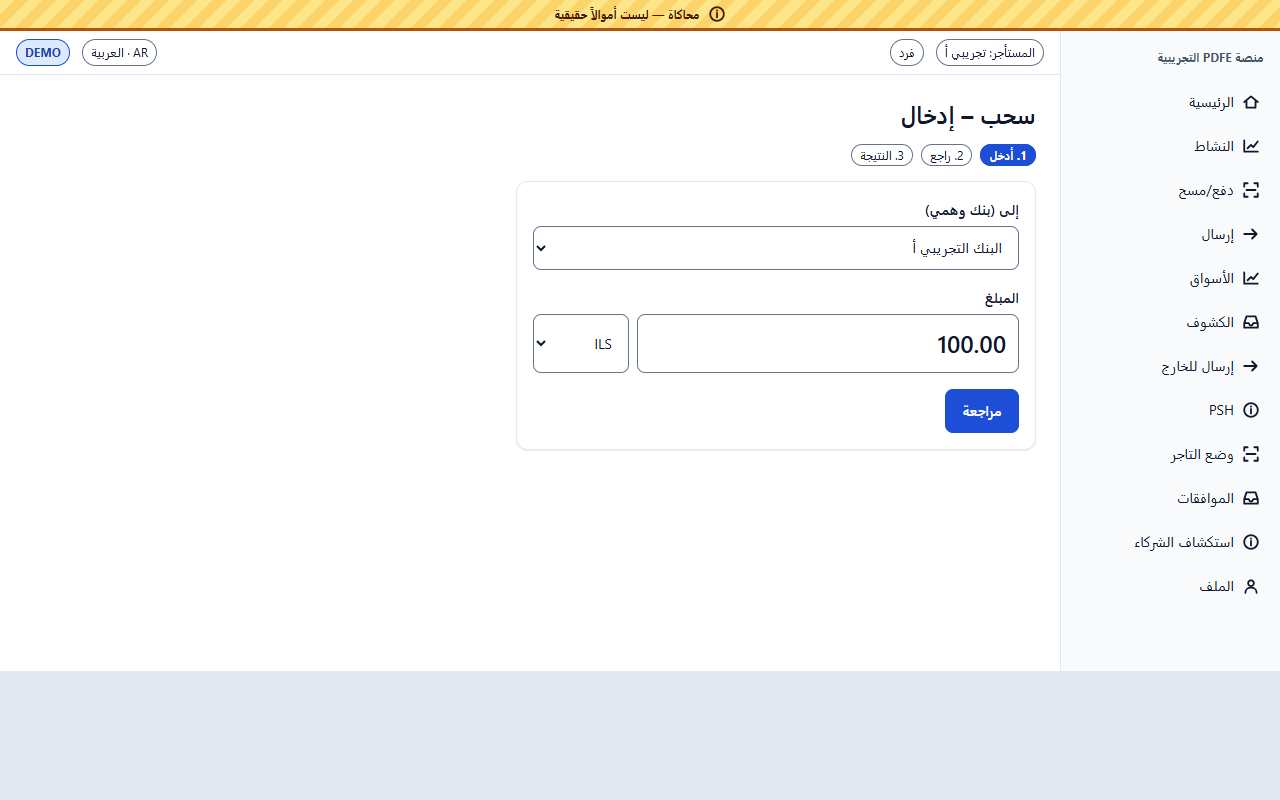 محاكاة — ليست أموالاً حقيقية
منصة PDFE التجريبية
الرئيسية
النشاط
دفع/مسح
إرسال
الأسواق
الكشوف
إرسال للخارج
PSH
وضع التاجر
الموافقات
استكشاف الشركاء
الملف
المستأجر: تجريبي أ
فرد
AR · العربية
DEMO
سحب – إدخال
1. أدخل
2. راجع
3. النتيجة
إلى (بنك وهمي)
البنك التجريبي أ
المبلغ
100.00
ILS
مراجعة